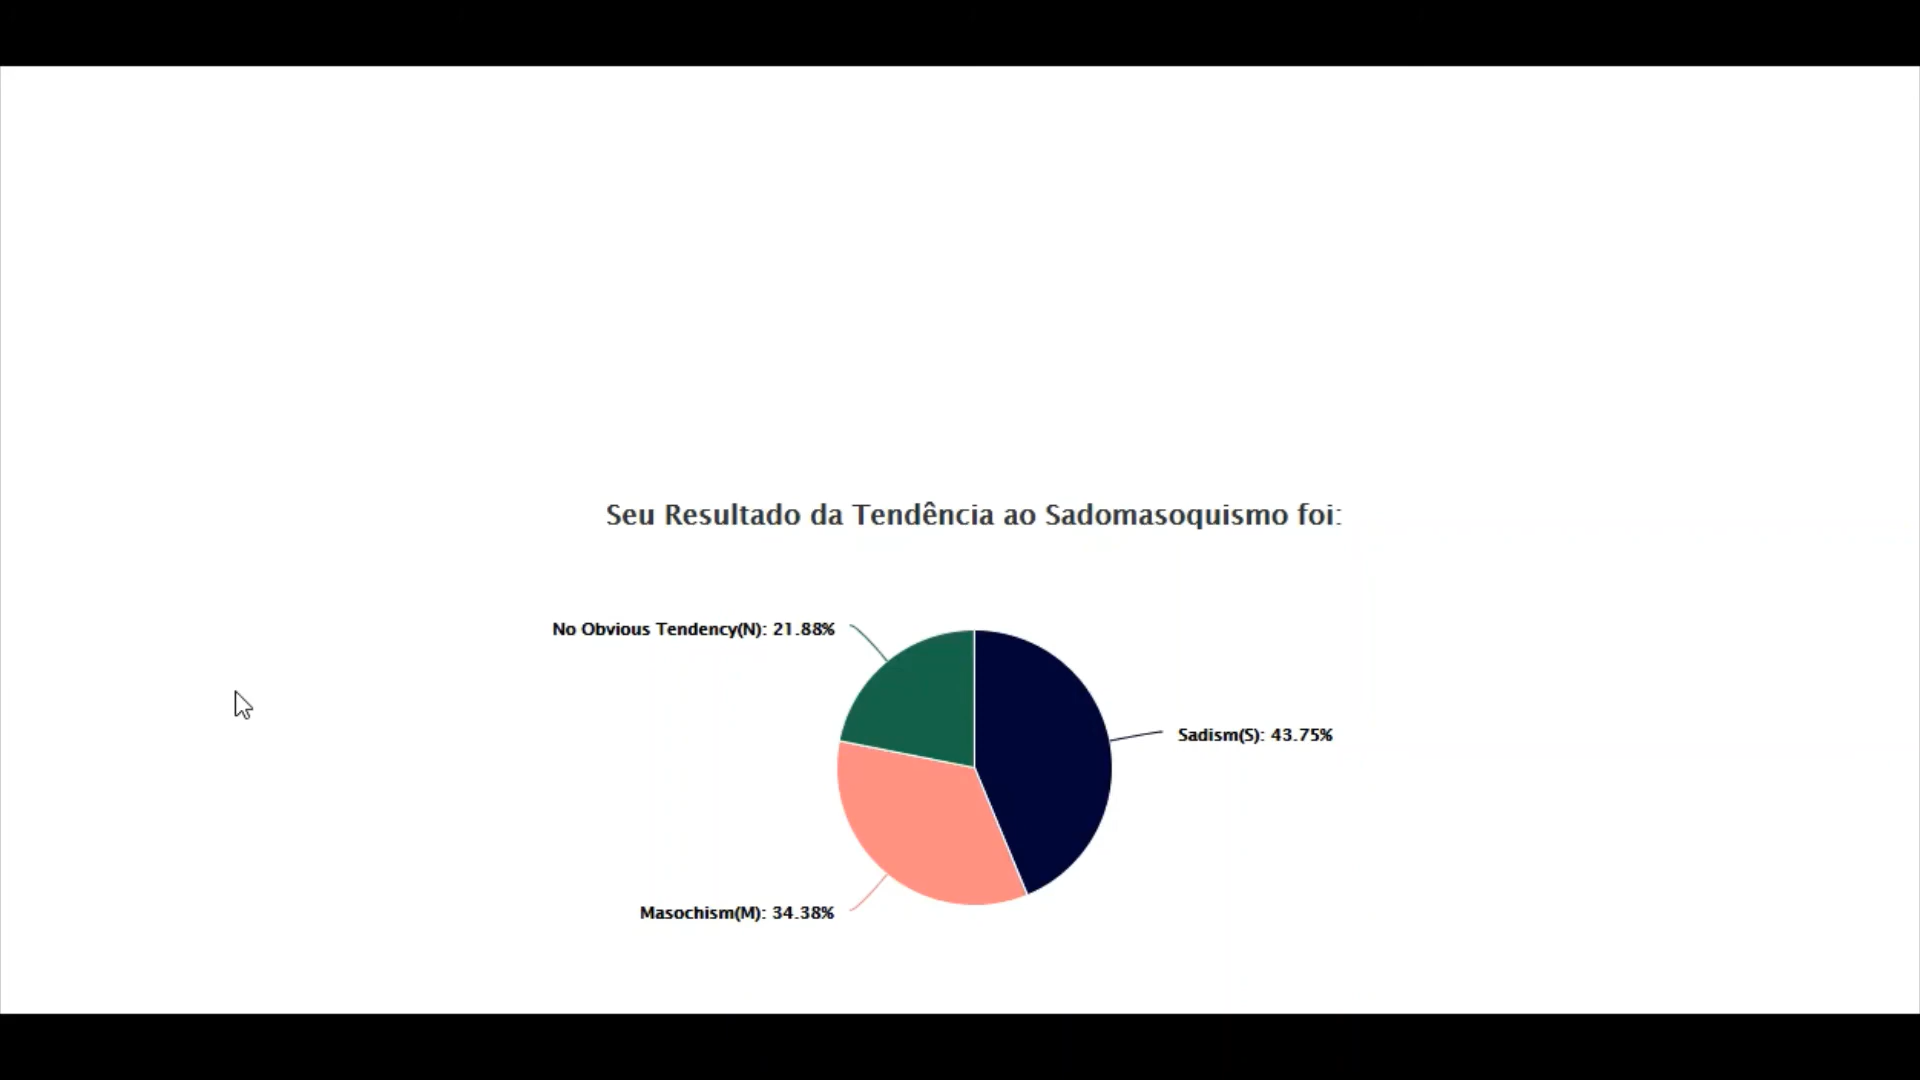 Seu Resultado da Tendência ao Sadomasoquismo foi:
No Obvious Tendency(N): 21.88%
Sadism(S): 43.75%
Masochism(M): 34.38%